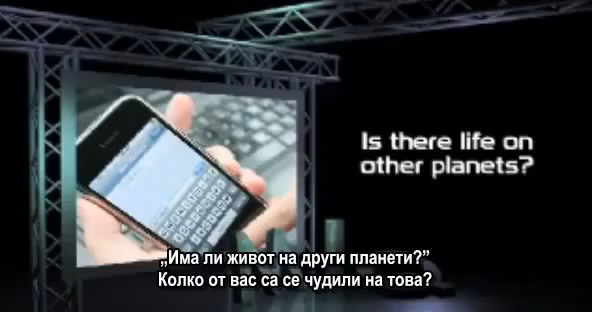 Is there life on
other planets?
„Има ли живот на други планети?”
Колко от вас са се чудили на това?